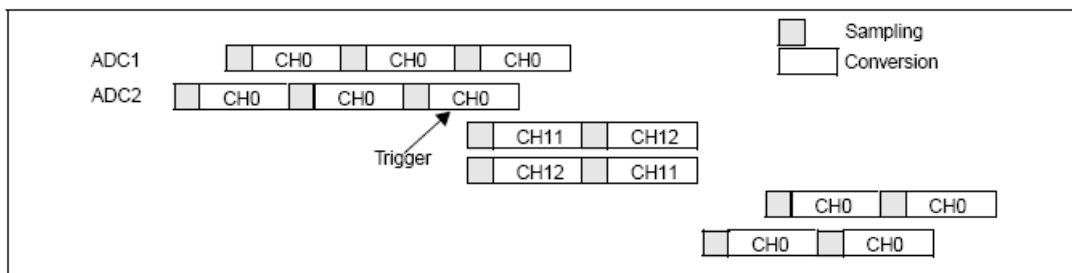 Sampling
ADC1 CH0 CH0 CH0 Conversion
ADC2 CH0 CH0 CH0
Trigger CH11 CH12
CH12 CH11
CH0 CH0
CH0 CH0